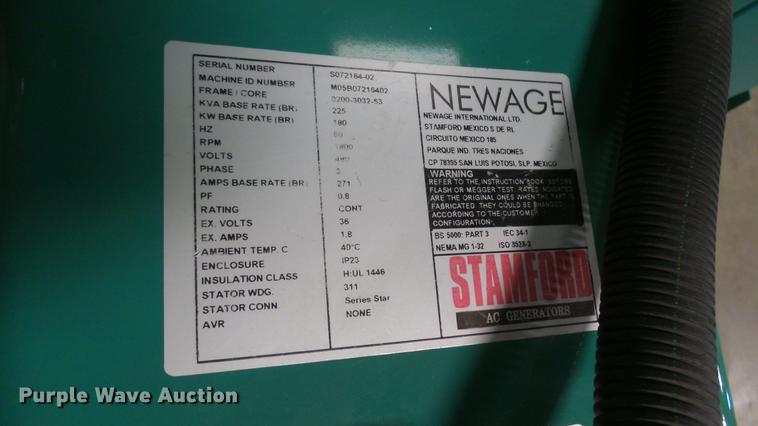 SERIAL NUMBER S072164-02
MACHINE ID NUMBER M05B07216402
FRAME / CORE 0200-3032-53
KVA BASE RATE (BR) 225
KW BASE RATE (BR) 180
HZ 60
RPM 1800
VOLTS 480
PHASE 3
AMPS BASE RATE (BR) 271
PF 0.8
RATING CONT
EX. VOLTS 36
EX. AMPS 1.8
AMBIENT TEMP. C 40°C
ENCLOSURE IP23
INSULATION CLASS H:UL 1446
STATOR WDG. 311
STATOR CONN Series Star
AVR NONE
NEWAGE
NEWAGE INTERNATIONAL LTD.
STAMFORD MEXICO S DE RL
CIRCUITO MEXICO 185
PARQUE IND. TRES NACIONES
CP 78395 SAN LUIS POTOSI, SLP. MEXICO
WARNING
REFER TO THE INSTRUCTION BOOK BEFORE
FLASH OR MEGGER TEST. RATES INDICATED
ARE THE ORIGINAL ONES WHEN THE PART IS
FABRICATED. THEY COULD BE CHANGED
ACCORDING TO THE CUSTOMER
CONFIGURATION.
BS 5000: PART 3 IEC 34-1
NEMA MG 1-32 ISO 8528-3
STAMFORD
AC GENERATORS
Purple Wave Auction